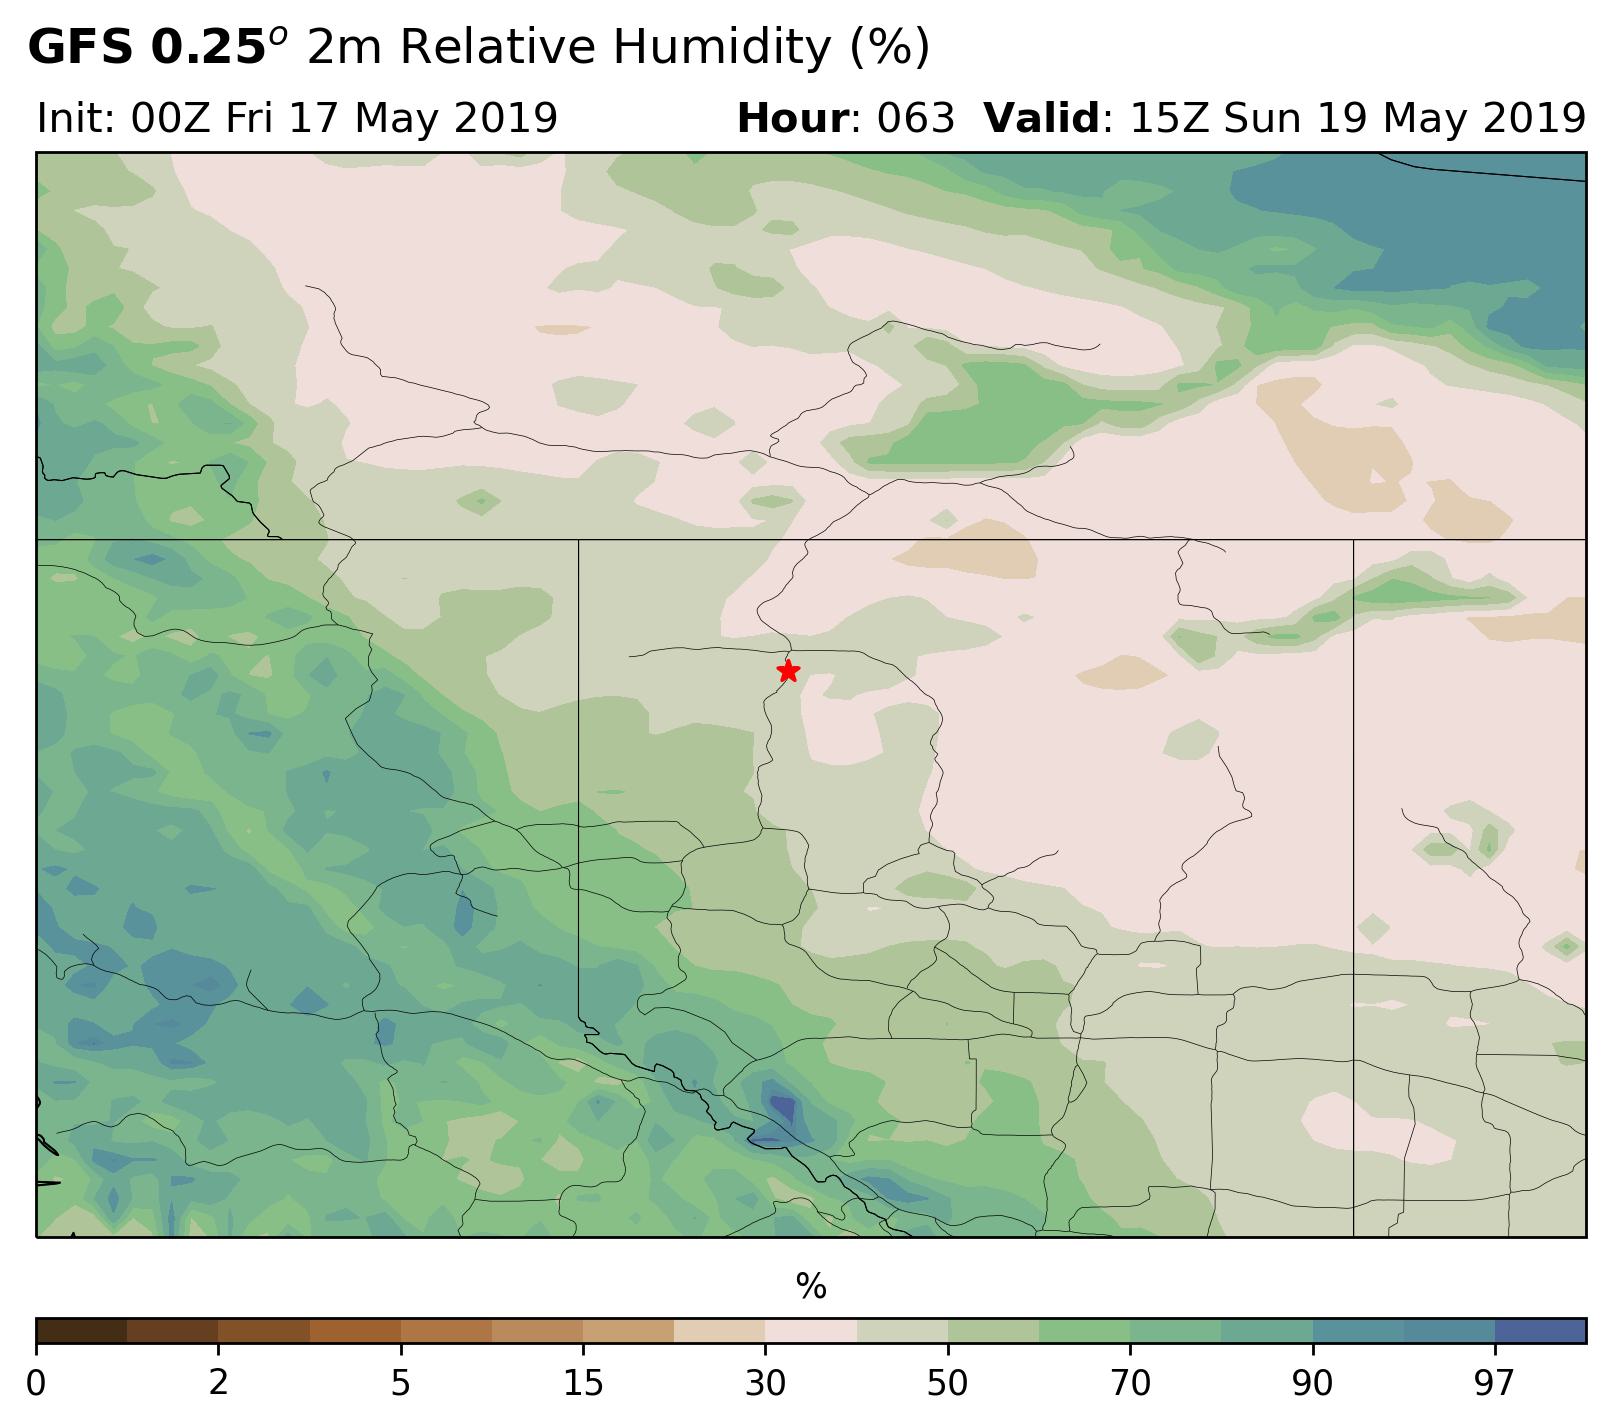 GFS 0.25° 2m Relative Humidity (%)
Init: 00Z Fri 17 May 2019 Hour: 063 Valid: 15Z Sun 19 May 2019
%
0 2 5 15 30 50 70 90 97